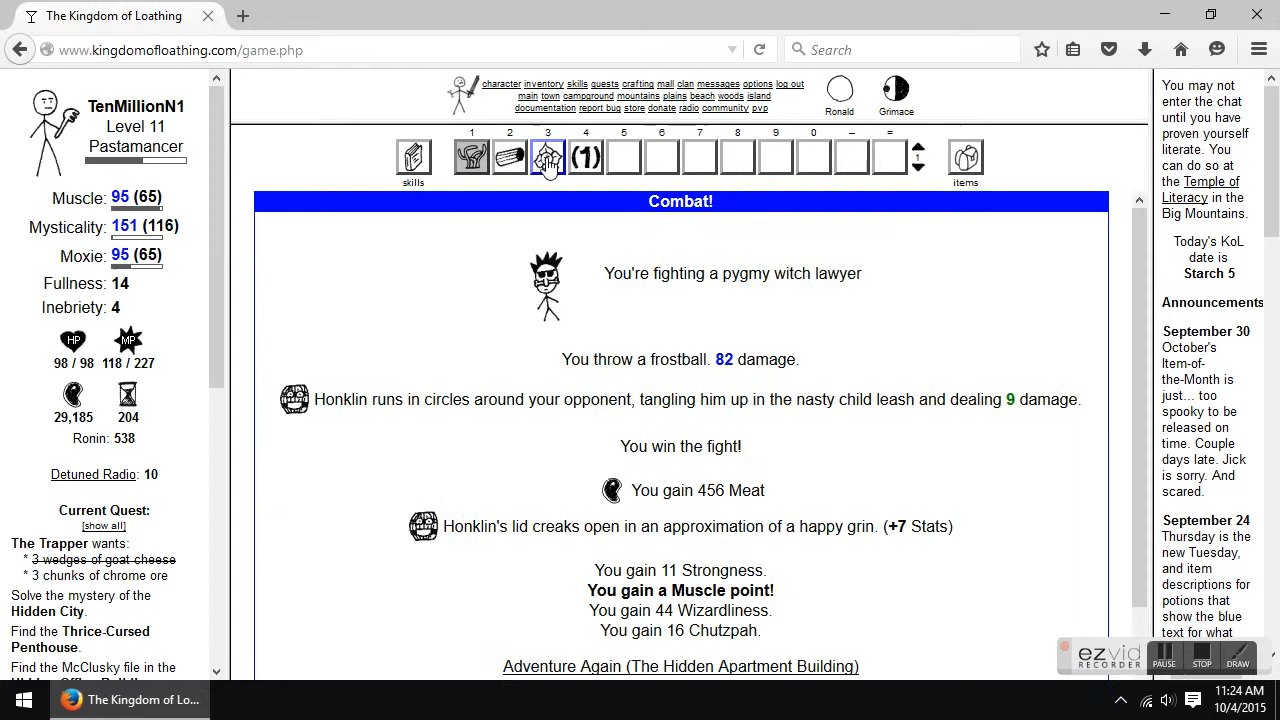 The Kingdom of Loathing
www.kingdomofloathing.com/game.php
Search
TenMillionN1
Level 11
Pastamancer
Muscle: 95 (65)
Mysticality: 151 (116)
Moxie: 95 (65)
Fullness: 14
Inebriety: 4
HP MP
98 / 98 118 / 227
29,185 204
Ronin: 538
Detuned Radio: 10
Current Quest:
[show all]
The Trapper wants:
* 3 wedges of goat cheese
* 3 chunks of chrome ore
Solve the mystery of the
Hidden City.
Find the Thrice-Cursed
Penthouse.
Find the McClusky file in the
character inventory skills quests crafting mall clan messages options log out
main town campground mountains plains beach woods island
documentation report bug store donate radio community pvp
Ronald Grimace
1 2 3 4 5 6 7 8 9 0 – =
(1) 1
skills items
Combat!
You're fighting a pygmy witch lawyer
You throw a frostball. 82 damage.
Honklin runs in circles around your opponent, tangling him up in the nasty child leash and dealing 9 damage.
You win the fight!
You gain 456 Meat
Honklin's lid creaks open in an approximation of a happy grin. (+7 Stats)
You gain 11 Strongness.
You gain a Muscle point!
You gain 44 Wizardliness.
You gain 16 Chutzpah.
Adventure Again (The Hidden Apartment Building)
You may not
enter the chat
until you have
proven yourself
literate. You
can do so at
the Temple of
Literacy in the
Big Mountains.
Today's KoL
date is
Starch 5
Announcements
September 30
October's
Item-of-
the-Month is
just... too
spooky to be
released on
time. Couple
days late. Jick
is sorry. And
scared.
September 24
Thursday is the
new Tuesday,
and item
descriptions for
potions that
show the blue
text for what
ezvid
RECORDER
PAUSE STOP DRAW
The Kingdom of Lo...
11:24 AM
10/4/2015